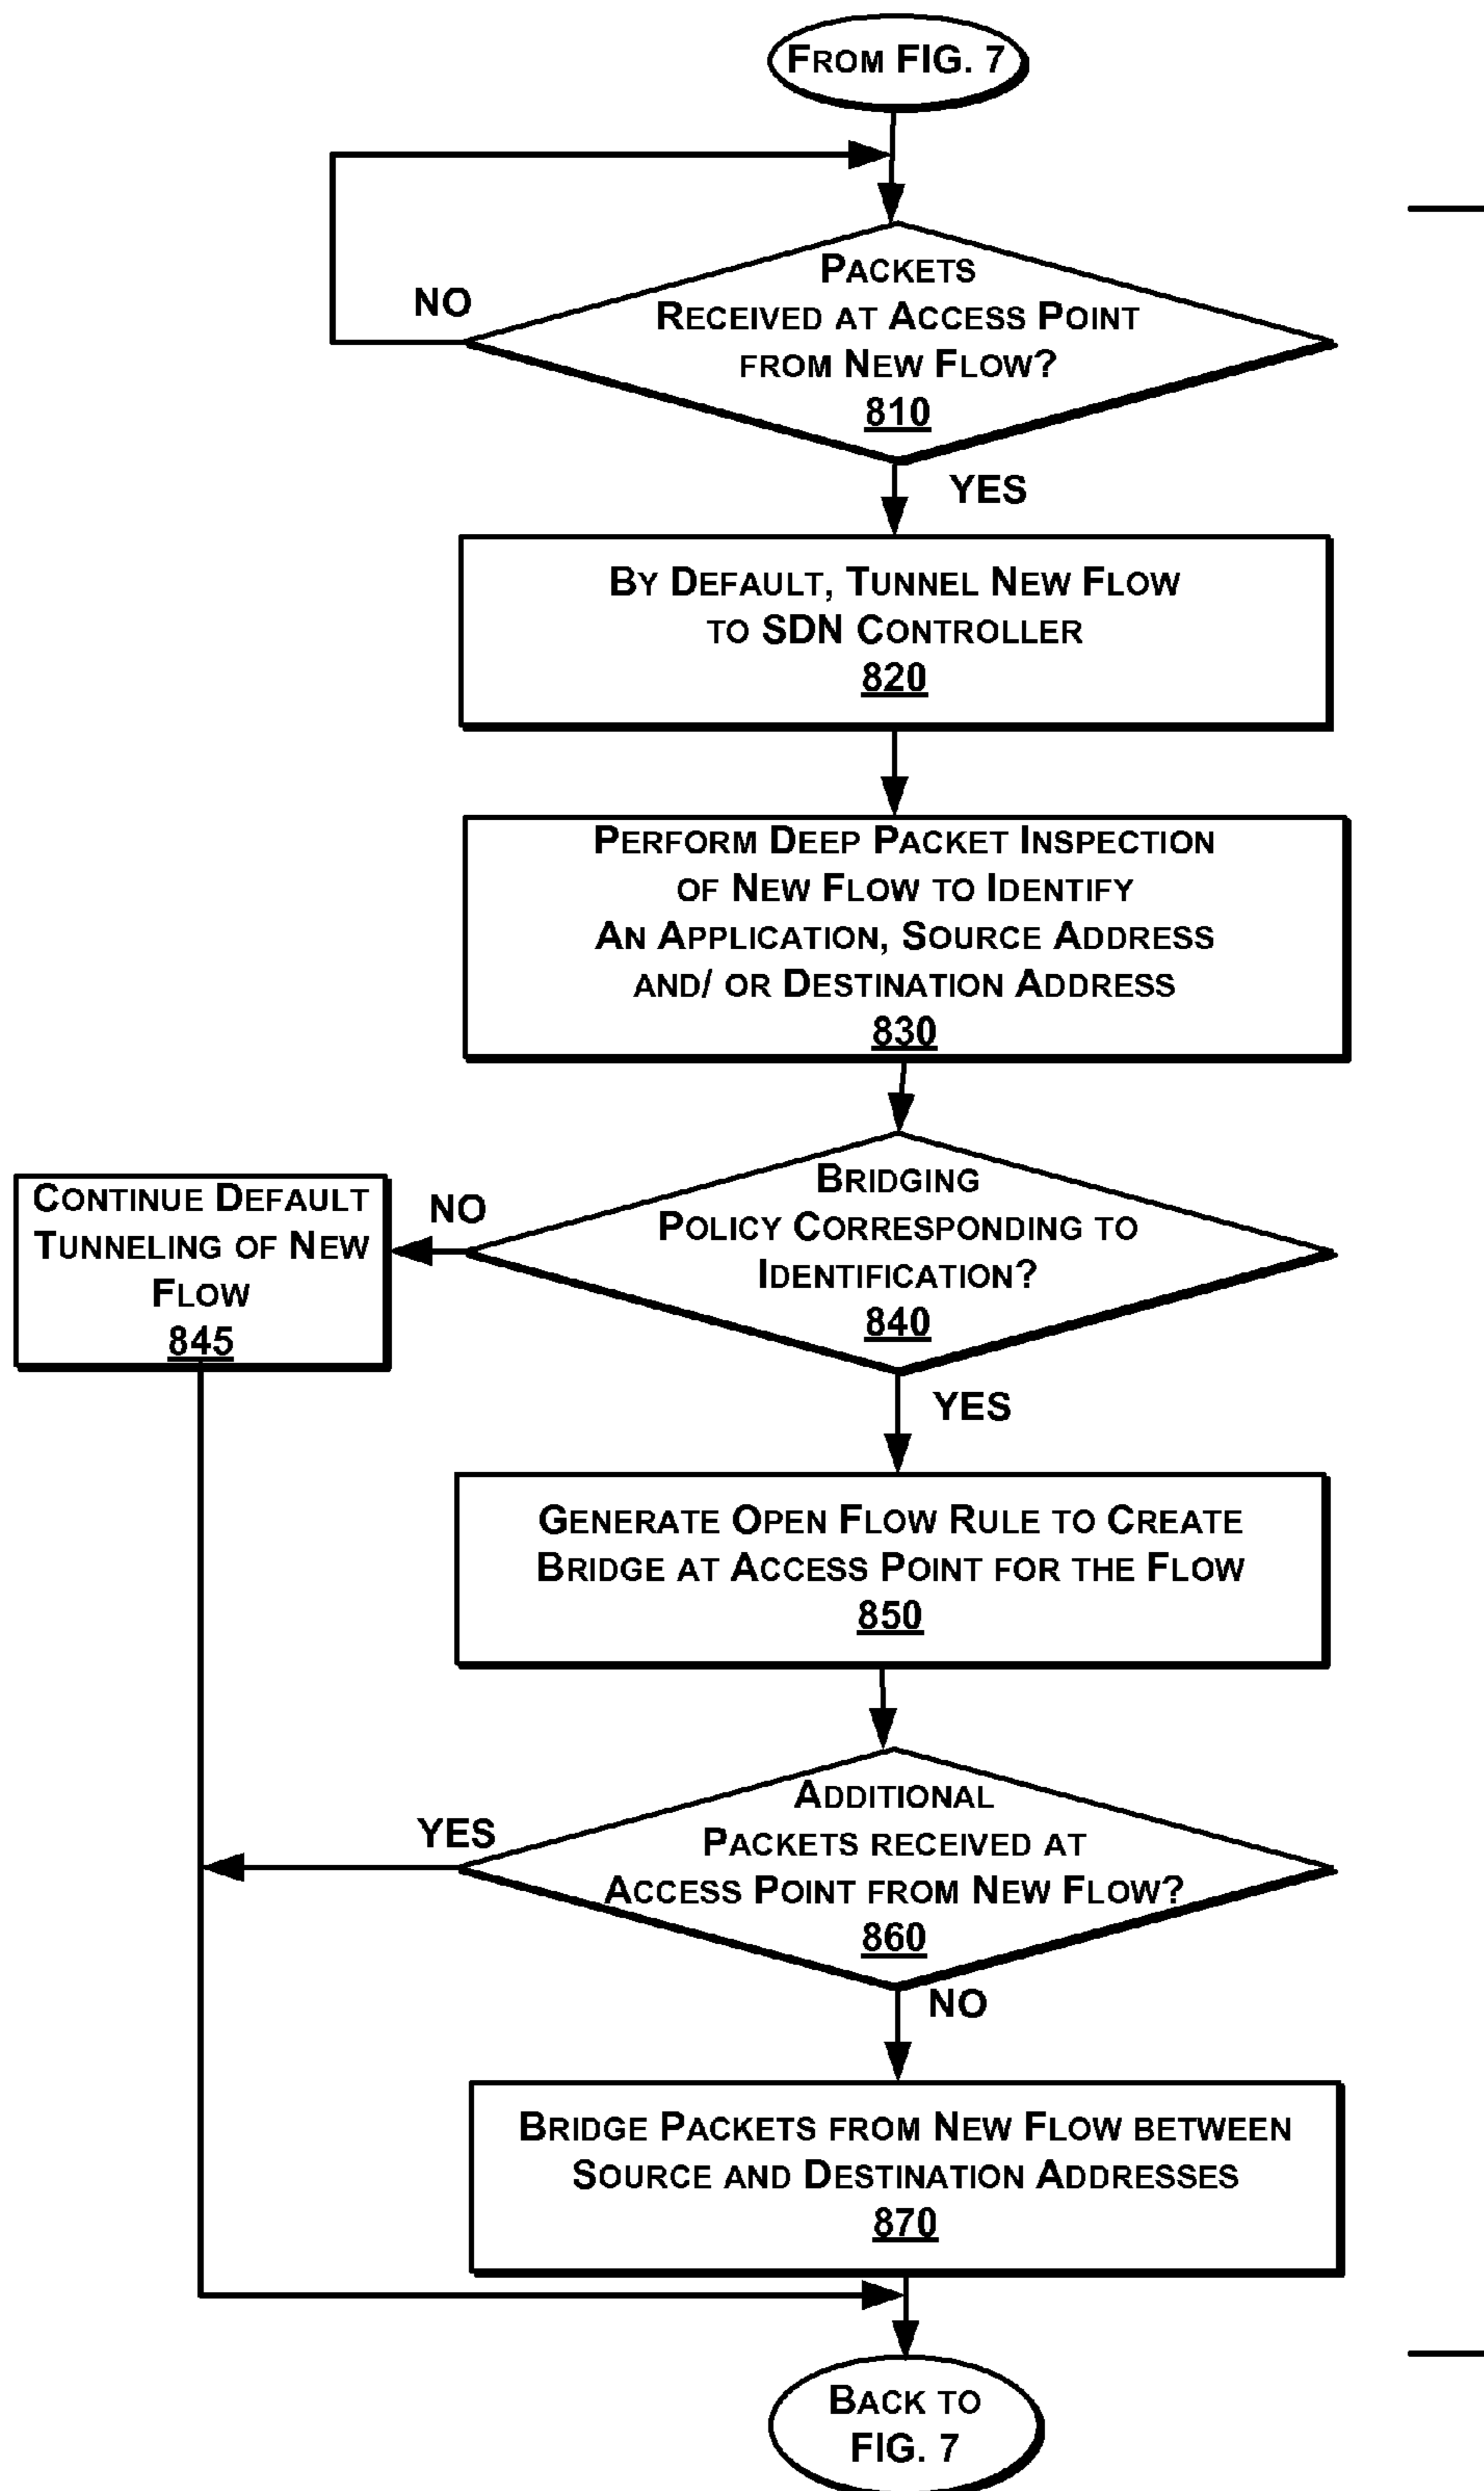 FROM FIG. 7
PACKETS
RECEIVED AT ACCESS POINT
FROM NEW FLOW?
810
NO
YES
BY DEFAULT, TUNNEL NEW FLOW
TO SDN CONTROLLER
820
PERFORM DEEP PACKET INSPECTION
OF NEW FLOW TO IDENTIFY
AN APPLICATION, SOURCE ADDRESS
AND/ OR DESTINATION ADDRESS
830
BRIDGING
POLICY CORRESPONDING TO
IDENTIFICATION?
840
NO
CONTINUE DEFAULT
TUNNELING OF NEW
FLOW
845
YES
GENERATE OPEN FLOW RULE TO CREATE
BRIDGE AT ACCESS POINT FOR THE FLOW
850
ADDITIONAL
PACKETS RECEIVED AT
ACCESS POINT FROM NEW FLOW?
860
YES
NO
BRIDGE PACKETS FROM NEW FLOW BETWEEN
SOURCE AND DESTINATION ADDRESSES
870
BACK TO
FIG. 7